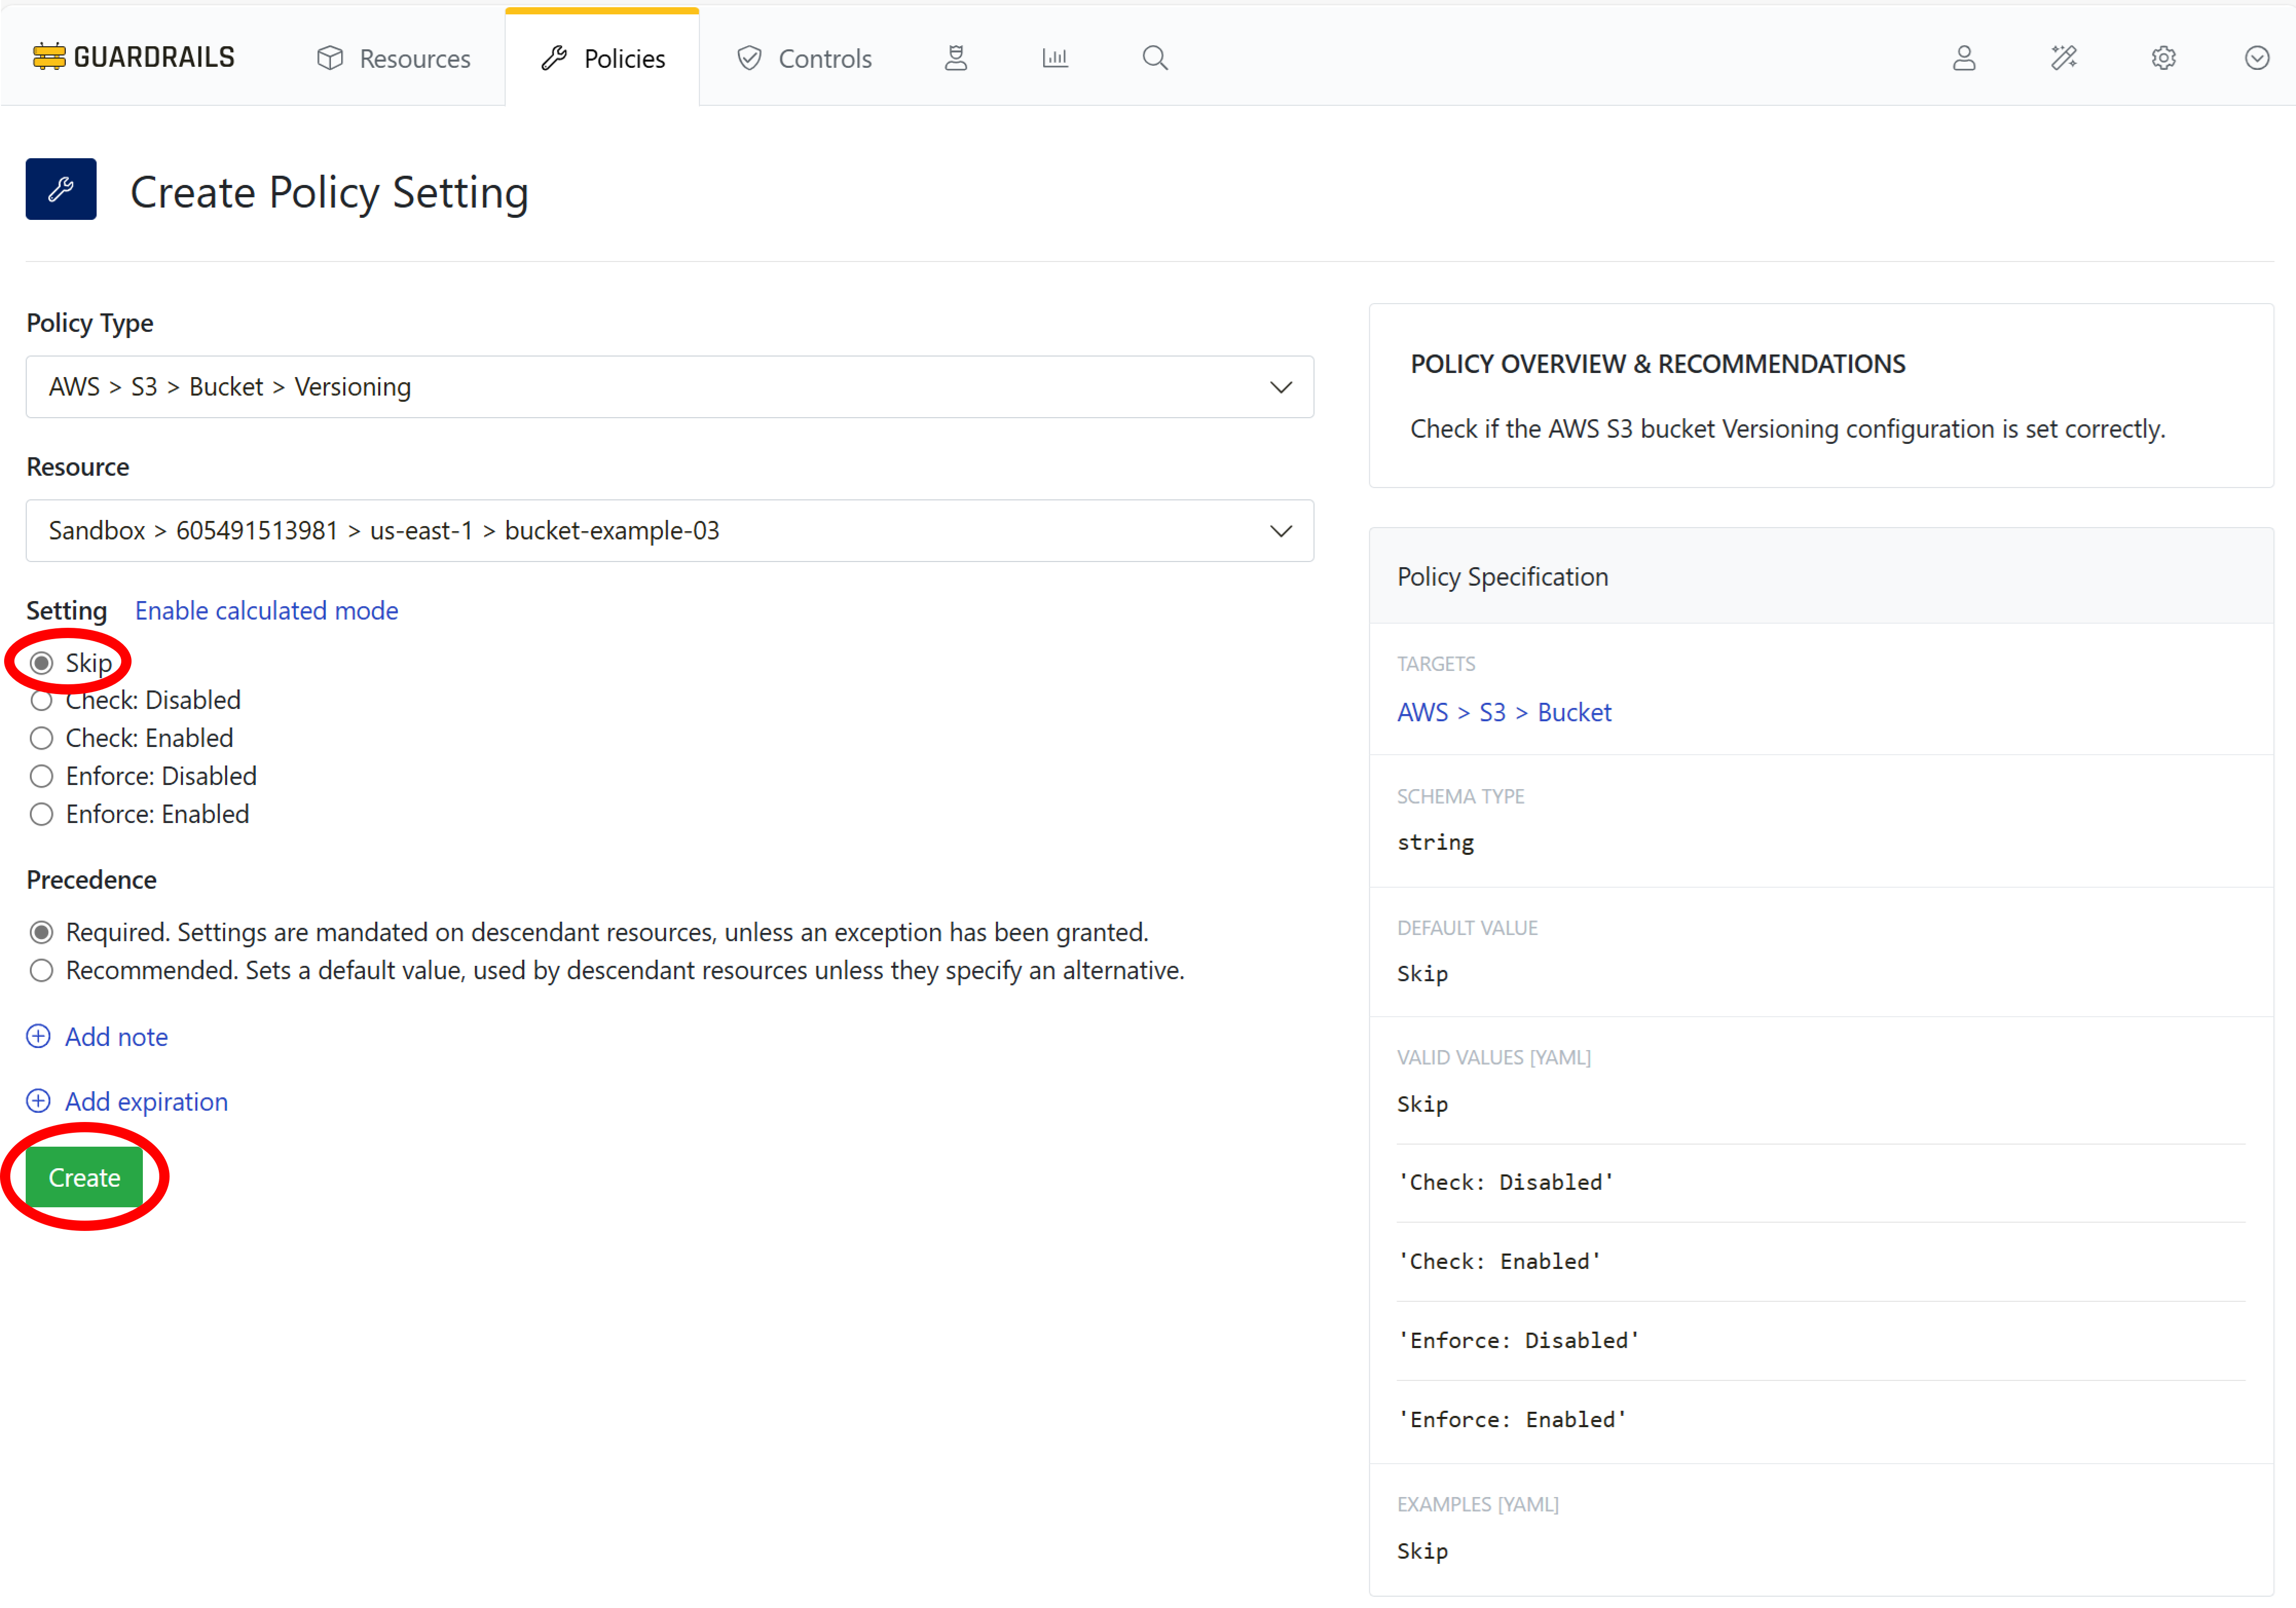 GUARDRAILS Resources Policies Controls
Create Policy Setting
Policy Type
AWS > S3 > Bucket > Versioning
Resource
Sandbox > 605491513981 > us-east-1 > bucket-example-03
Setting Enable calculated mode
Skip
Check: Disabled
Check: Enabled
Enforce: Disabled
Enforce: Enabled
Precedence
Required. Settings are mandated on descendant resources, unless an exception has been granted.
Recommended. Sets a default value, used by descendant resources unless they specify an alternative.
Add note
Add expiration
Create
POLICY OVERVIEW & RECOMMENDATIONS
Check if the AWS S3 bucket Versioning configuration is set correctly.
Policy Specification
TARGETS
AWS > S3 > Bucket
SCHEMA TYPE
string
DEFAULT VALUE
Skip
VALID VALUES [YAML]
Skip
'Check: Disabled'
'Check: Enabled'
'Enforce: Disabled'
'Enforce: Enabled'
EXAMPLES [YAML]
Skip